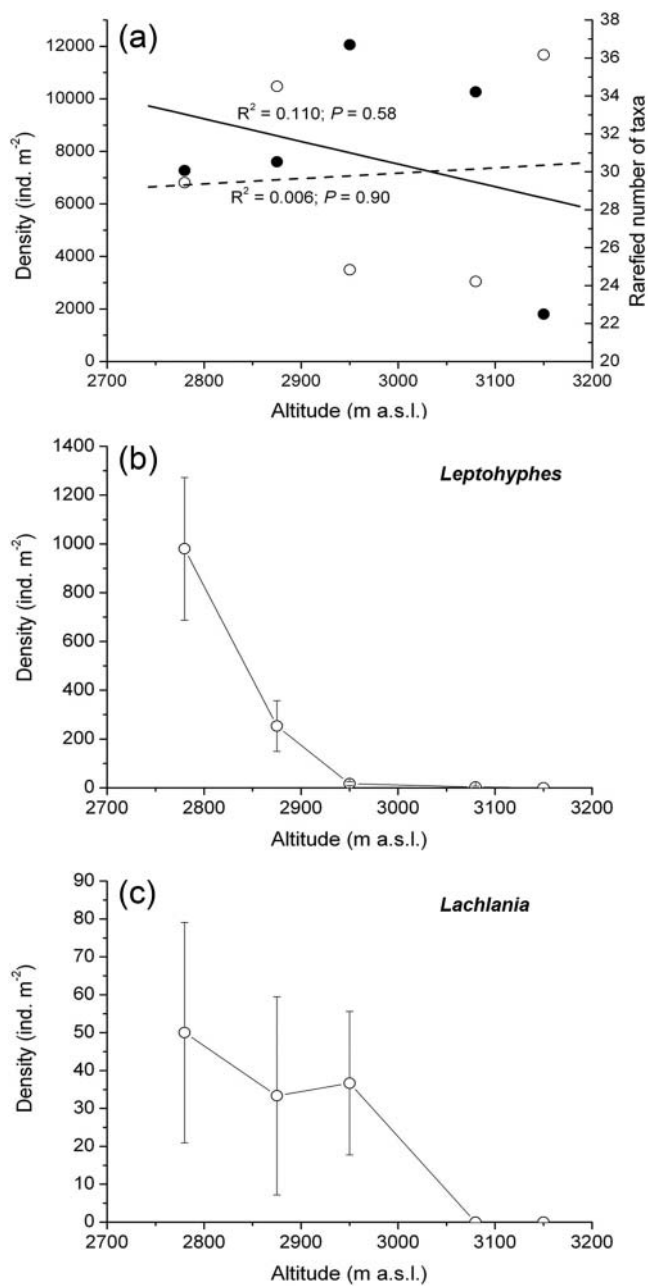 (a)
12000
10000
8000
6000
4000
2000
0
Density (ind. m⁻²)
R² = 0.110; P = 0.58
R² = 0.006; P = 0.90
38
36
34
32
30
28
26
24
22
20
Rarefied number of taxa
2700 2800 2900 3000 3100 3200
Altitude (m a.s.l.)
(b)
Leptohyphes
1400
1200
1000
800
600
400
200
0
Density (ind. m⁻²)
2700 2800 2900 3000 3100 3200
Altitude (m a.s.l.)
(c)
Lachlania
90
80
70
60
50
40
30
20
10
0
Density (ind. m⁻²)
2700 2800 2900 3000 3100 3200
Altitude (m a.s.l.)